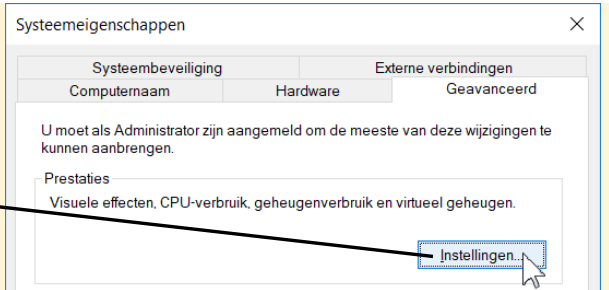 Systeemeigenschappen
Systeembeveiliging
Externe verbindingen
Computernaam
Hardware
Geavanceerd
U moet als Administrator zijn aangemeld om de meeste van deze wijzigingen te
kunnen aanbrengen.
Prestaties
Visuele effecten, CPU-verbruik, geheugenverbruik en virtueel geheugen.
Instellingen...